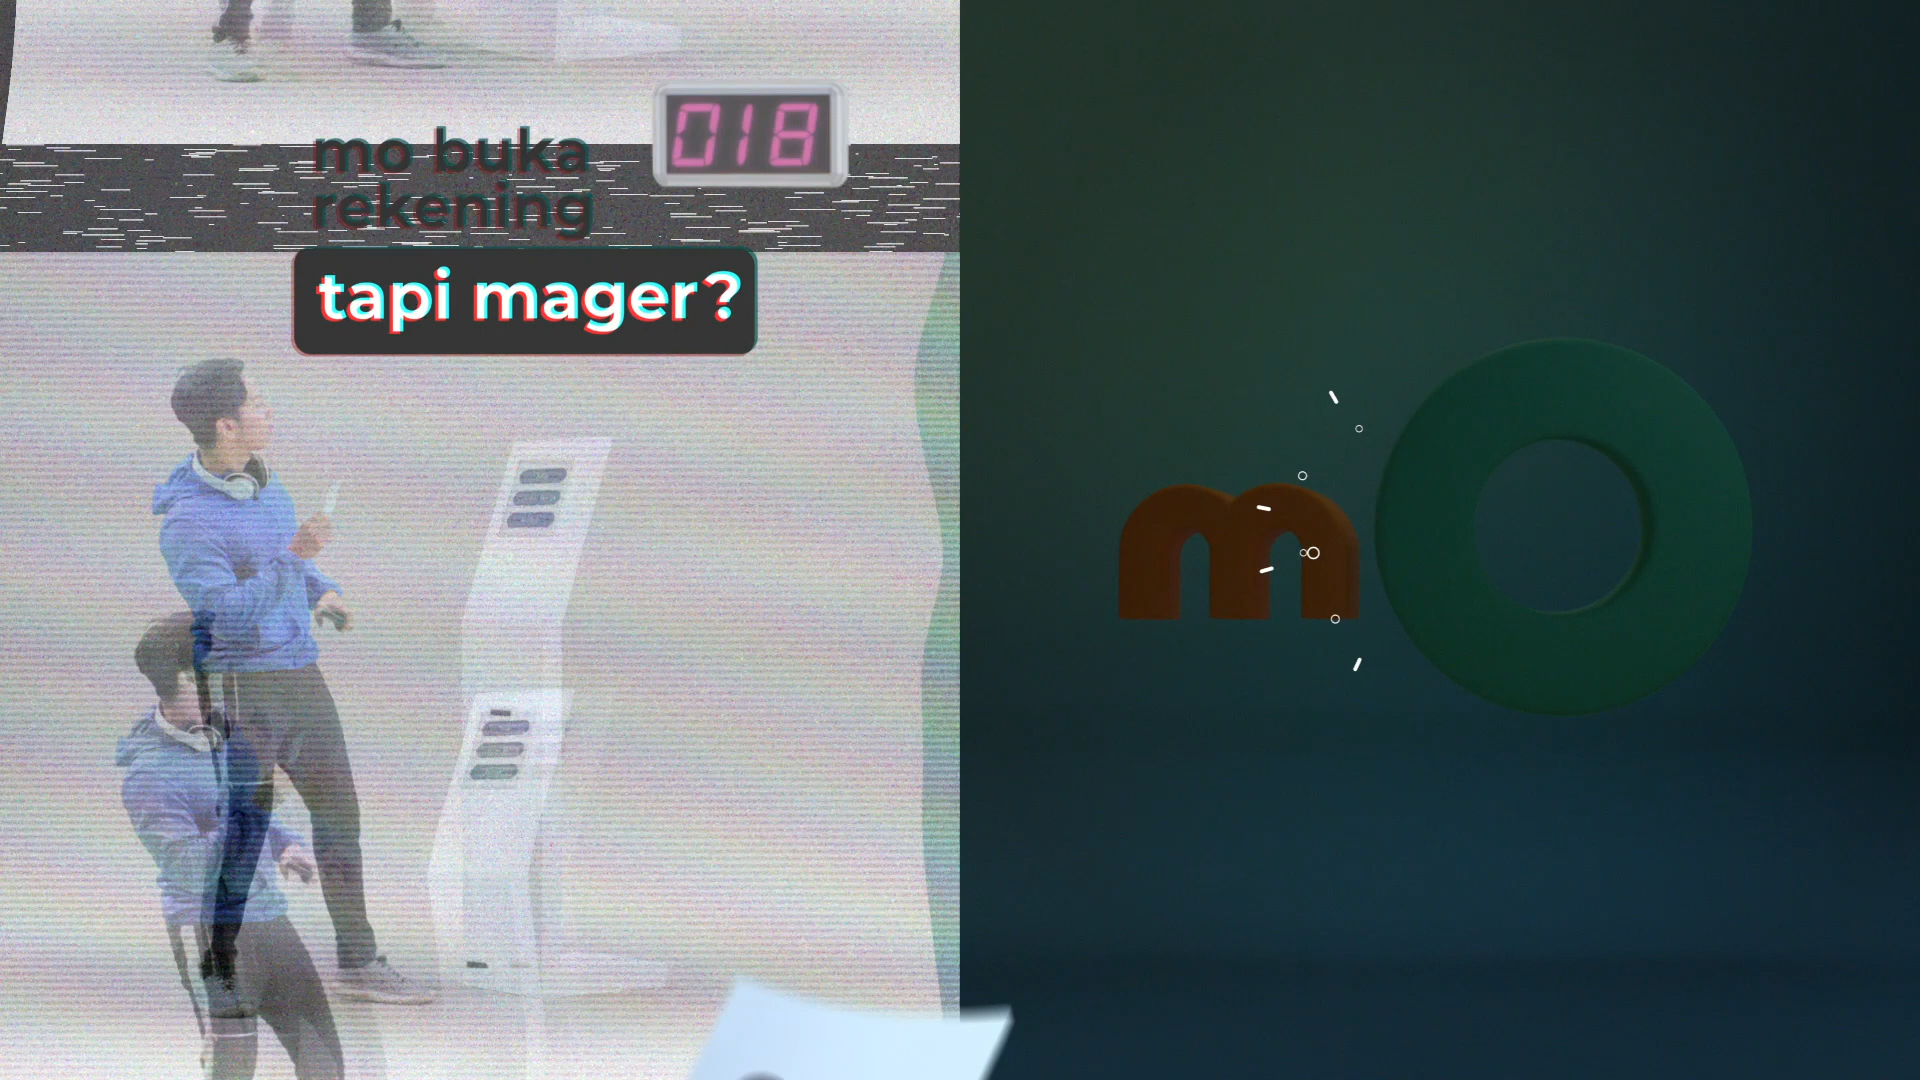 018
mo buka
rekening
tapi mager?
mo